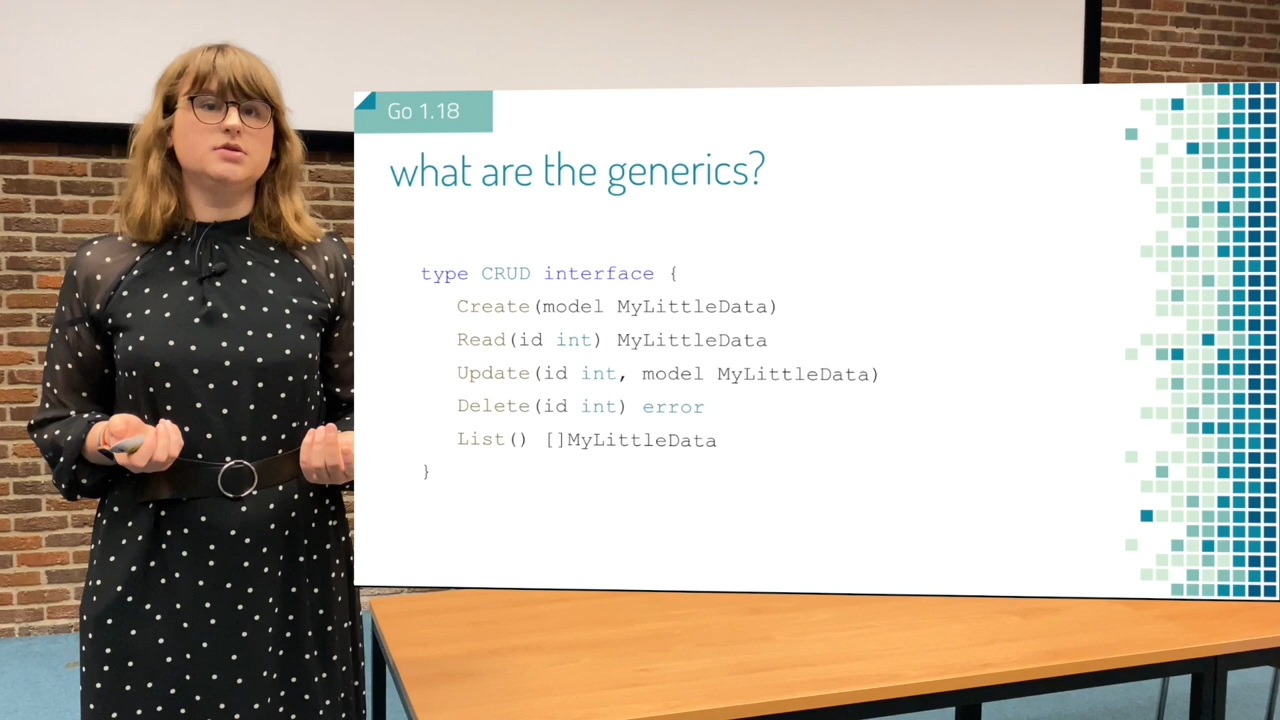 Go 1.18
what are the generics?
type CRUD interface {
Create(model MyLittleData)
Read(id int) MyLittleData
Update(id int, model MyLittleData)
Delete(id int) error
List() []MyLittleData
}